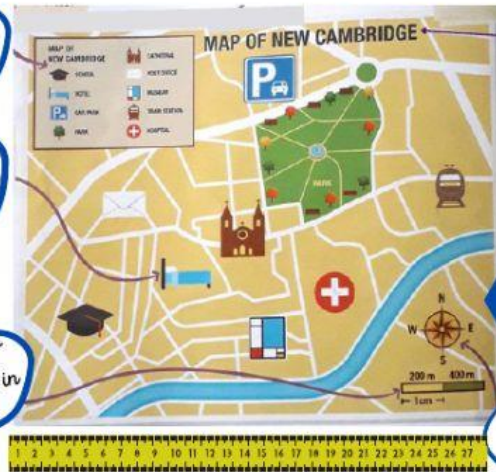 MAP OF NEW CAMBRIDGE
MAP OF
NEW CAMBRIDGE
SCHOOL
HOTEL
CAR PARK
PARK
CATHEDRAL
POST OFFICE
MUSEUM
TRAIN STATION
HOSPITAL
P
PARK
in
N
W E
S
200 m 400 m
1 cm
1 2 3 4 5 6 7 8 9 10 11 12 13 14 15 16 17 18 19 20 21 22 23 24 25 26 27